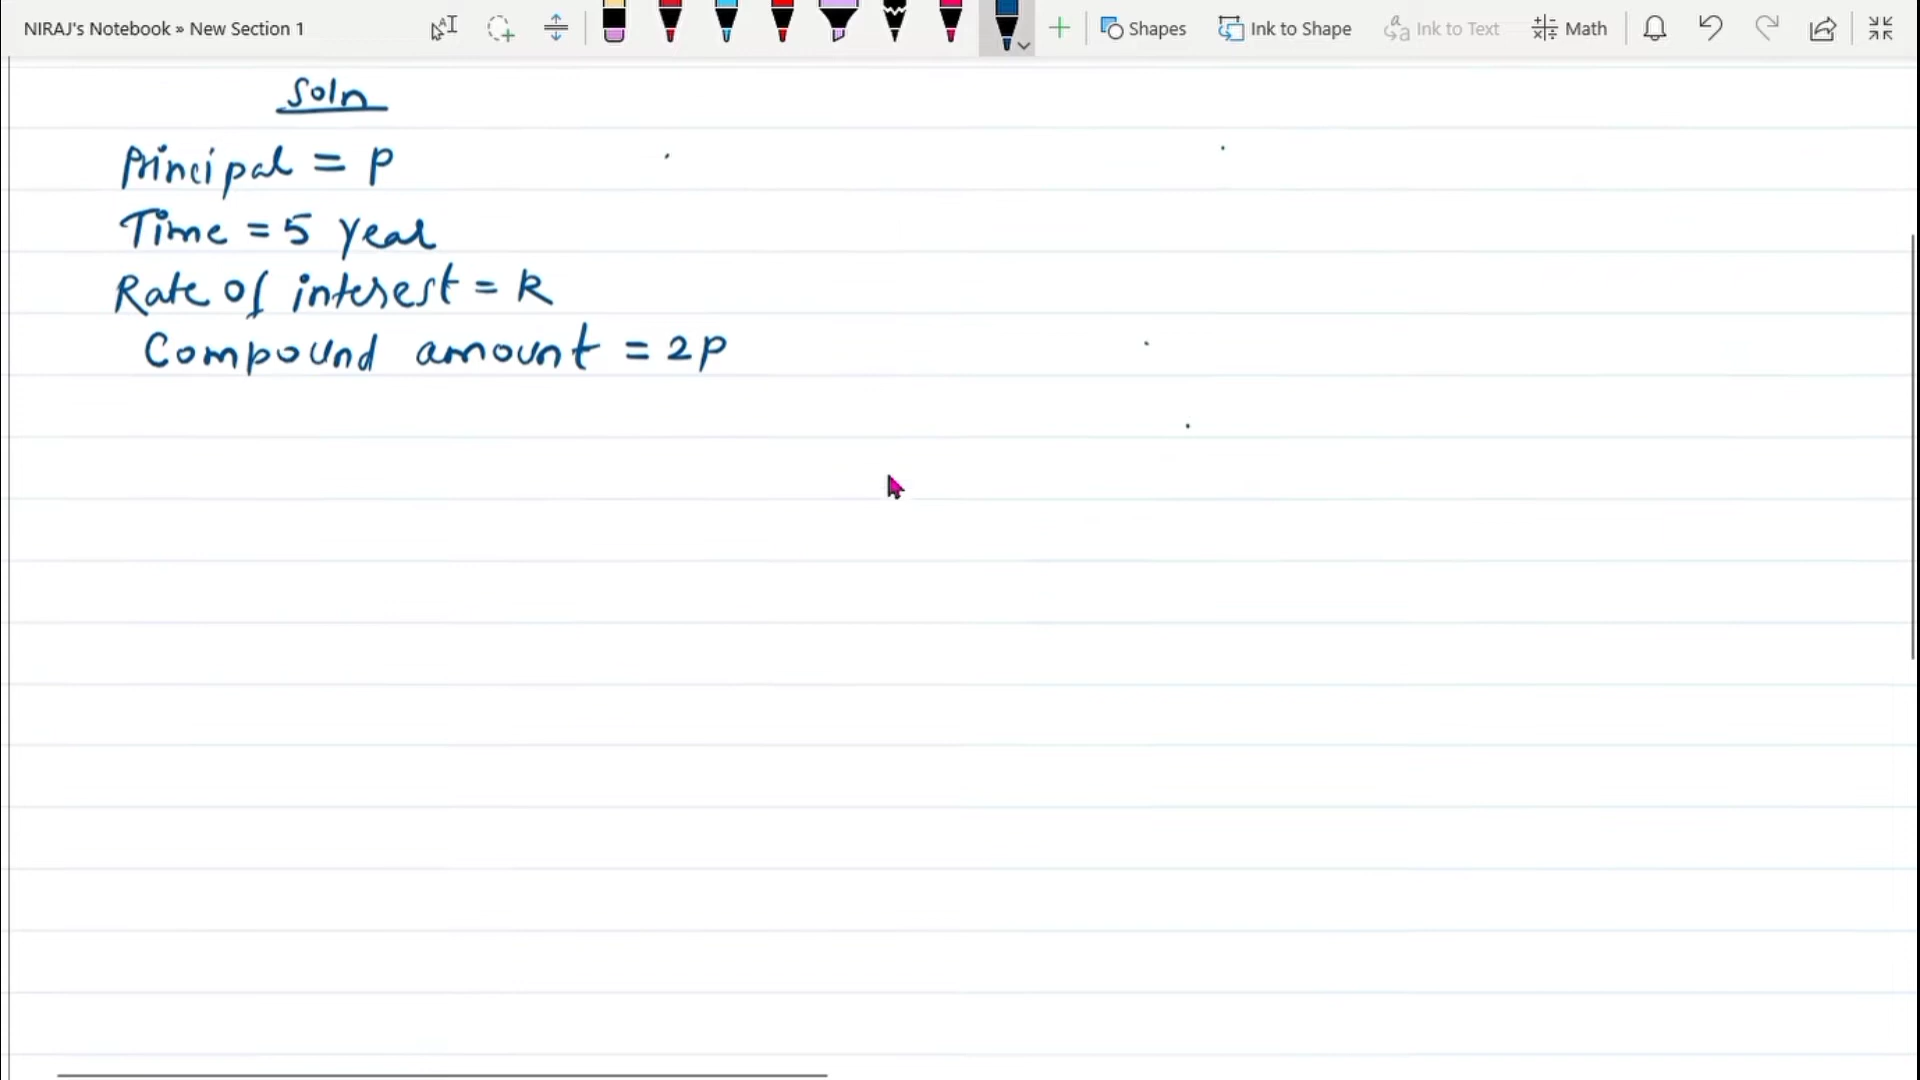 NIRAJ's Notebook » New Section 1
Shapes
Ink to Shape
Ink to Text
Math
Soln
Principal = P
Time = 5 year
Rate of interest = R
Compound amount = 2P